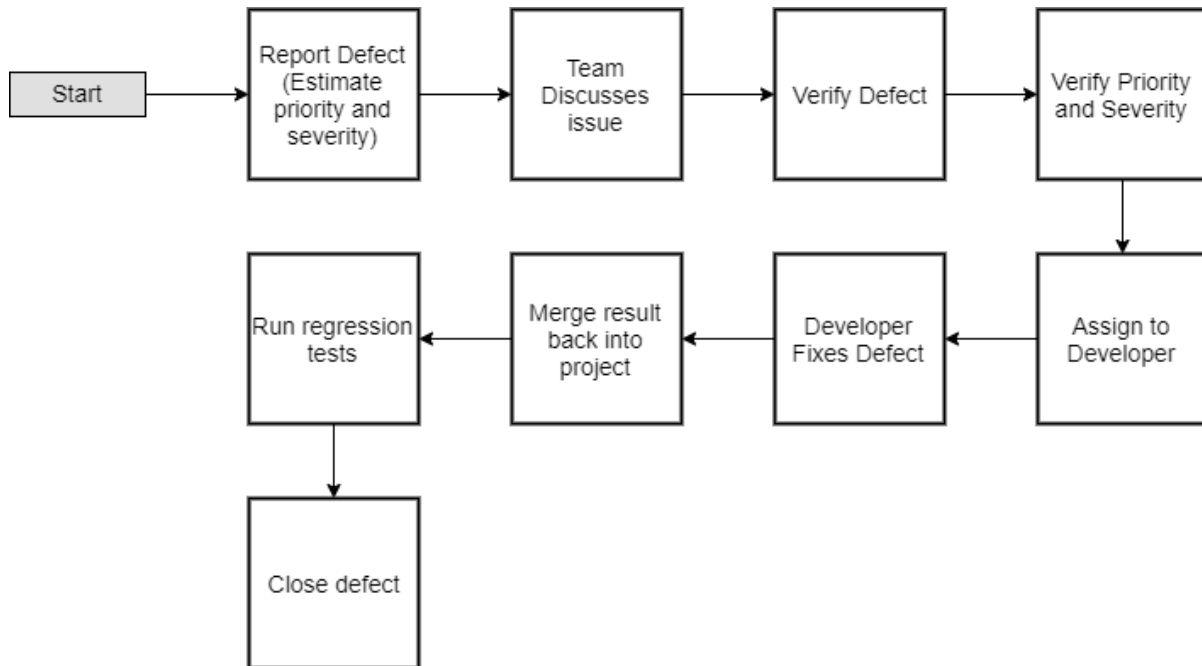 Start
Report Defect
(Estimate
priority and
severity)
Team
Discusses
issue
Verify Defect
Verify Priority
and Severity
Assign to
Developer
Developer
Fixes Defect
Merge result
back into
project
Run regression
tests
Close defect